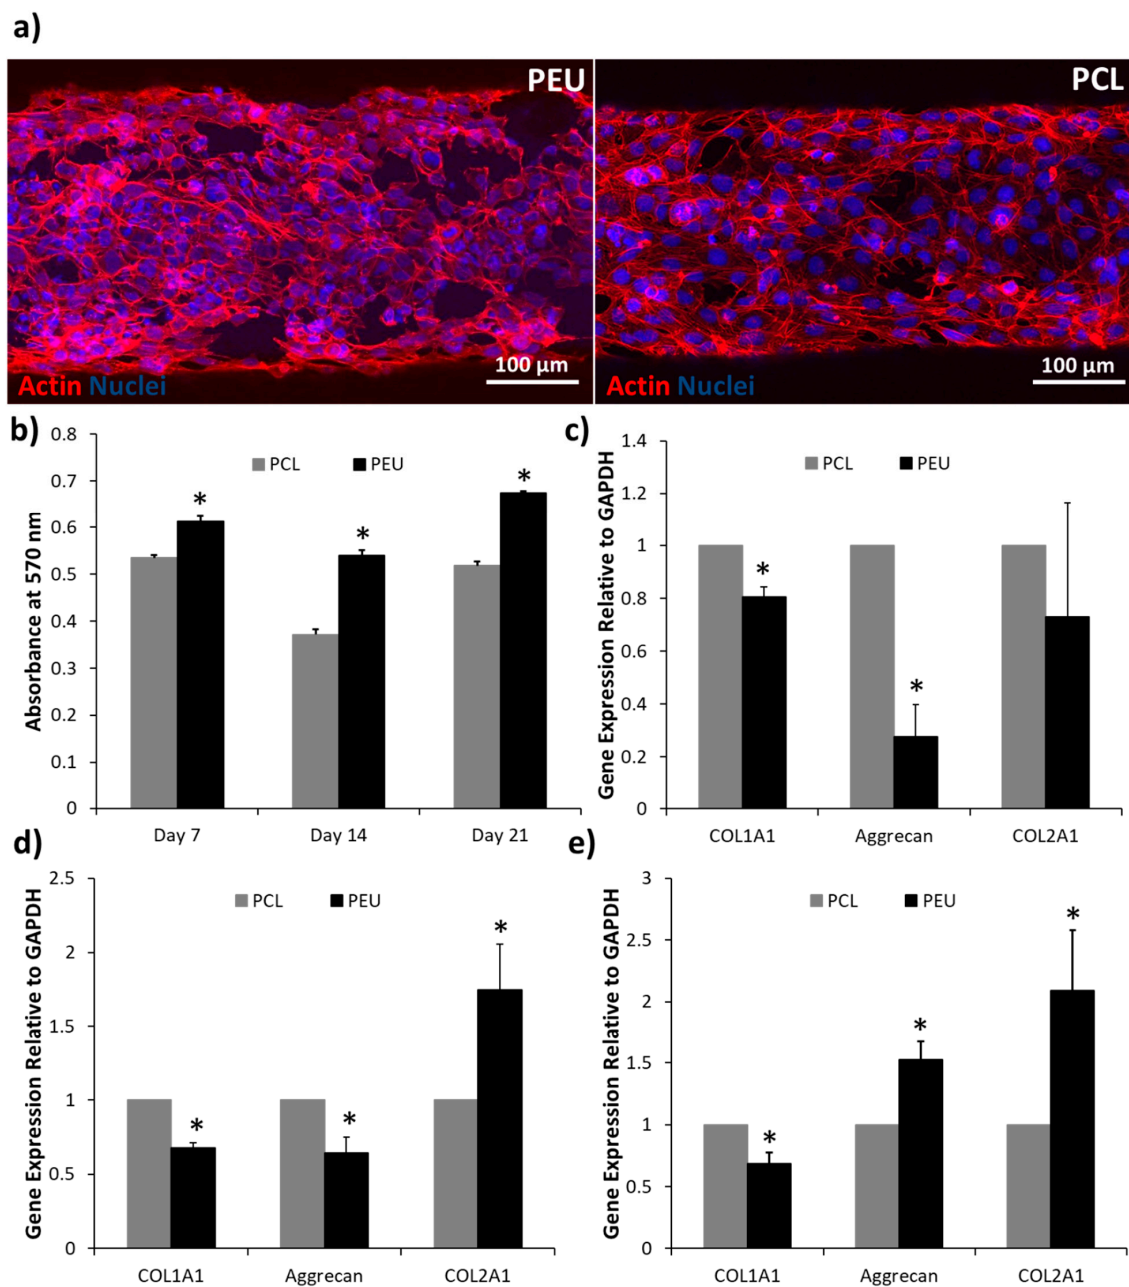 a)
PEU
PCL
Actin Nuclei
100 µm
Actin Nuclei
100 µm
b)
Absorbance at 570 nm
0.8
0.7
0.6
0.5
0.4
0.3
0.2
0.1
0
PCL PEU
* * *
Day 7 Day 14 Day 21
c)
Gene Expression Relative to GAPDH
1.4
1.2
1
0.8
0.6
0.4
0.2
0
PCL PEU
* *
COL1A1 Aggrecan COL2A1
d)
Gene Expression Relative to GAPDH
2.5
2
1.5
1
0.5
0
PCL PEU
* * *
COL1A1 Aggrecan COL2A1
e)
Gene Expression Relative to GAPDH
3
2.5
2
1.5
1
0.5
0
PCL PEU
* * *
COL1A1 Aggrecan COL2A1